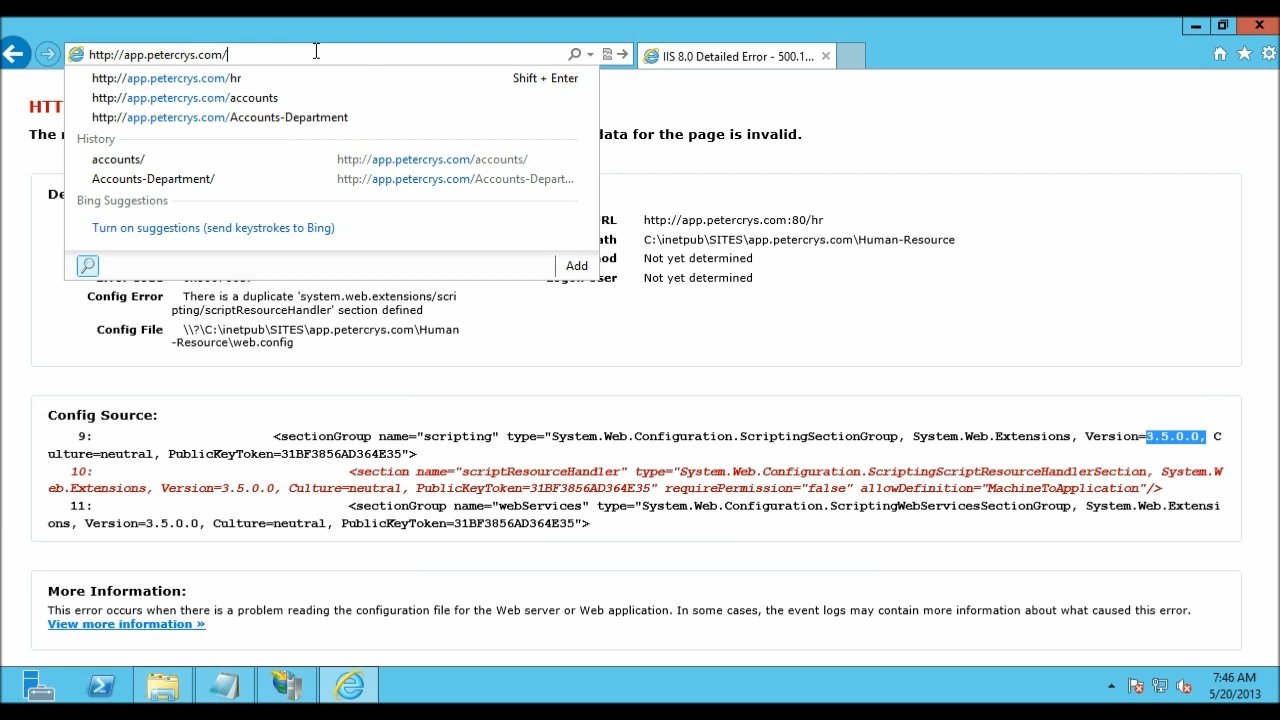 http://app.petercrys.com/
IIS 8.0 Detailed Error - 500.1...
http://app.petercrys.com/hr Shift + Enter
http://app.petercrys.com/accounts
http://app.petercrys.com/Accounts-Department
History
accounts/ http://app.petercrys.com/accounts/
Accounts-Department/ http://app.petercrys.com/Accounts-Depart...
Bing Suggestions
Turn on suggestions (send keystrokes to Bing)
Add
HTT
The data for the page is invalid.
De
URL http://app.petercrys.com:80/hr
C:\inetpub\SITES\app.petercrys.com\Human-Resource
Not yet determined
Not yet determined
Config Error There is a duplicate 'system.web.extensions/scri
pting/scriptResourceHandler' section defined
Config File \\?\C:\inetpub\SITES\app.petercrys.com\Human
-Resource\web.config
Config Source:
9: <sectionGroup name="scripting" type="System.Web.Configuration.ScriptingSectionGroup, System.Web.Extensions, Version=3.5.0.0, C
ulture=neutral, PublicKeyToken=31BF3856AD364E35">
10: <section name="scriptResourceHandler" type="System.Web.Configuration.ScriptingScriptResourceHandlerSection, System.W
eb.Extensions, Version=3.5.0.0, Culture=neutral, PublicKeyToken=31BF3856AD364E35" requirePermission="false" allowDefinition="MachineToApplication"/>
11: <sectionGroup name="webServices" type="System.Web.Configuration.ScriptingWebServicesSectionGroup, System.Web.Extensi
ons, Version=3.5.0.0, Culture=neutral, PublicKeyToken=31BF3856AD364E35">
More Information:
This error occurs when there is a problem reading the configuration file for the Web server or Web application. In some cases, the event logs may contain more information about what caused this error.
View more information »
7:46 AM
5/20/2013